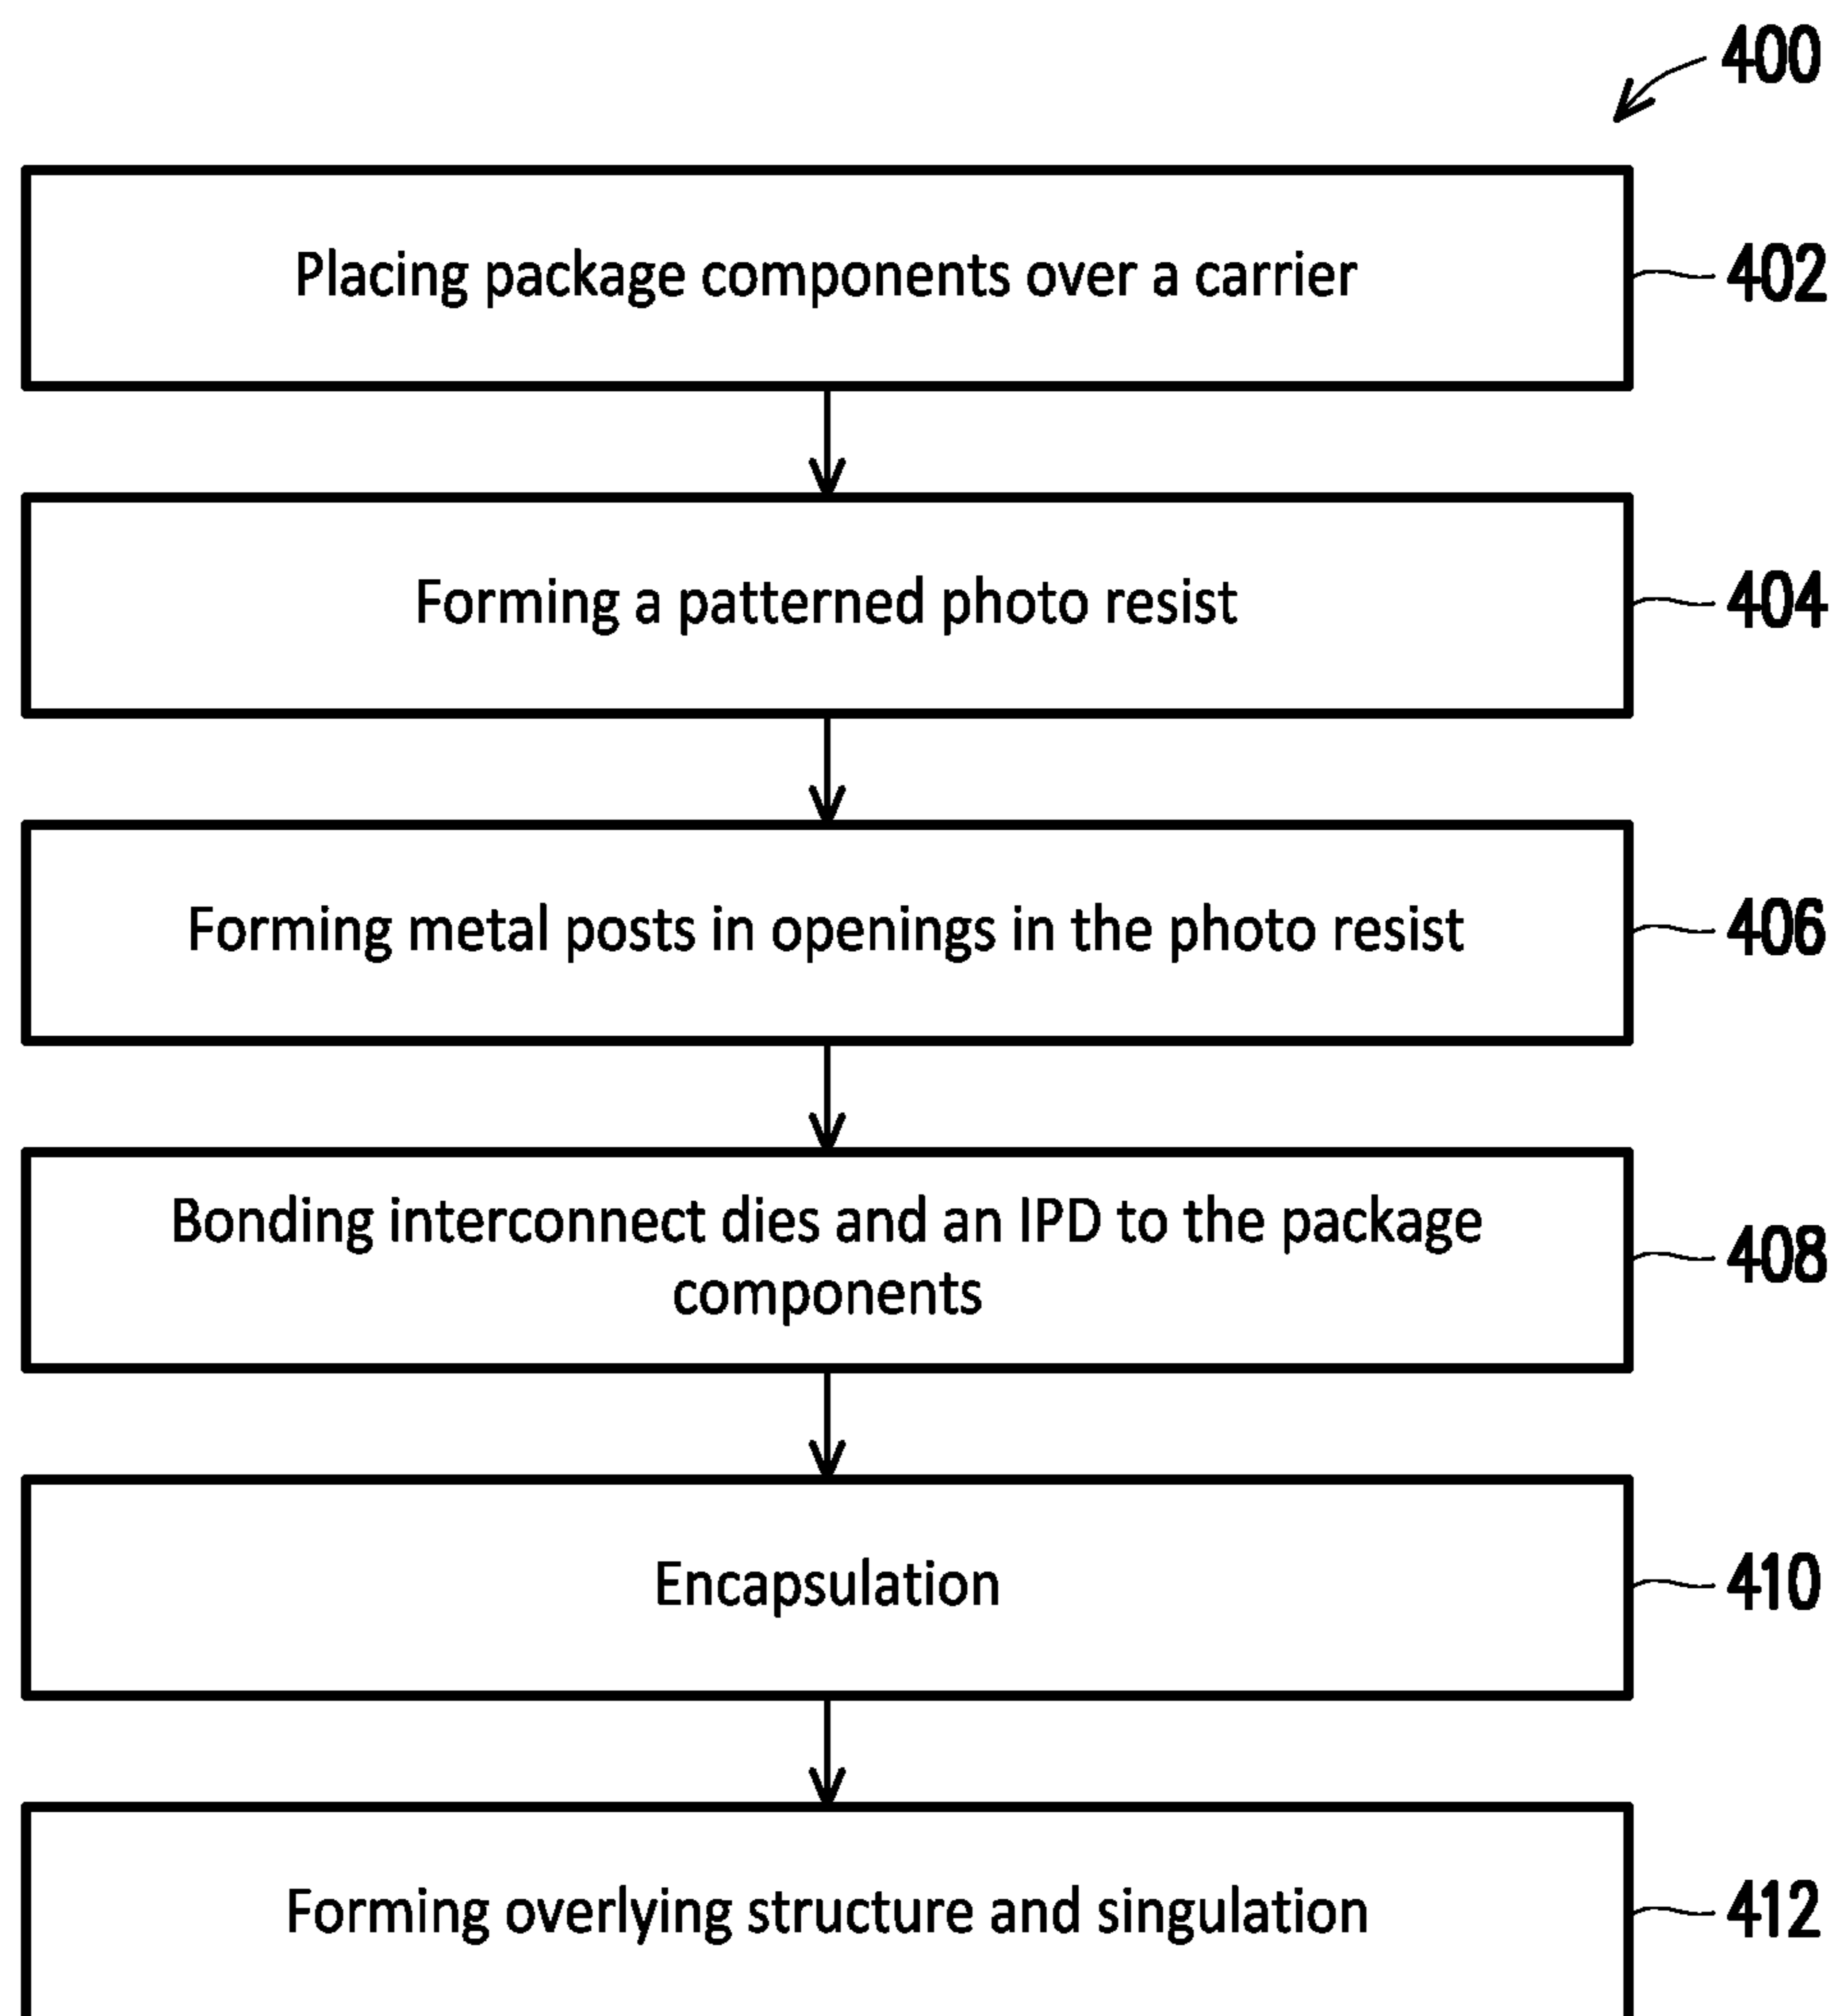 400
Placing package components over a carrier
402
Forming a patterned photo resist
404
Forming metal posts in openings in the photo resist
406
Bonding interconnect dies and an IPD to the package
components
408
Encapsulation
410
Forming overlying structure and singulation
412